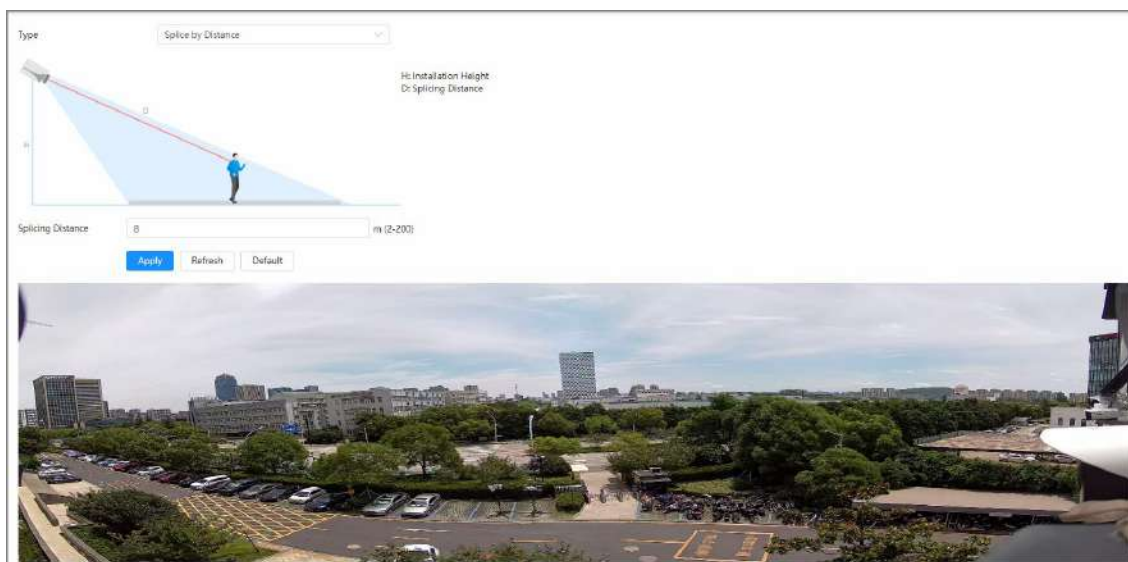 Type
Splice by Distance
H: Installation Height
D: Splicing Distance
D
H
Splicing Distance
8
m (2-200)
Apply
Refresh
Default